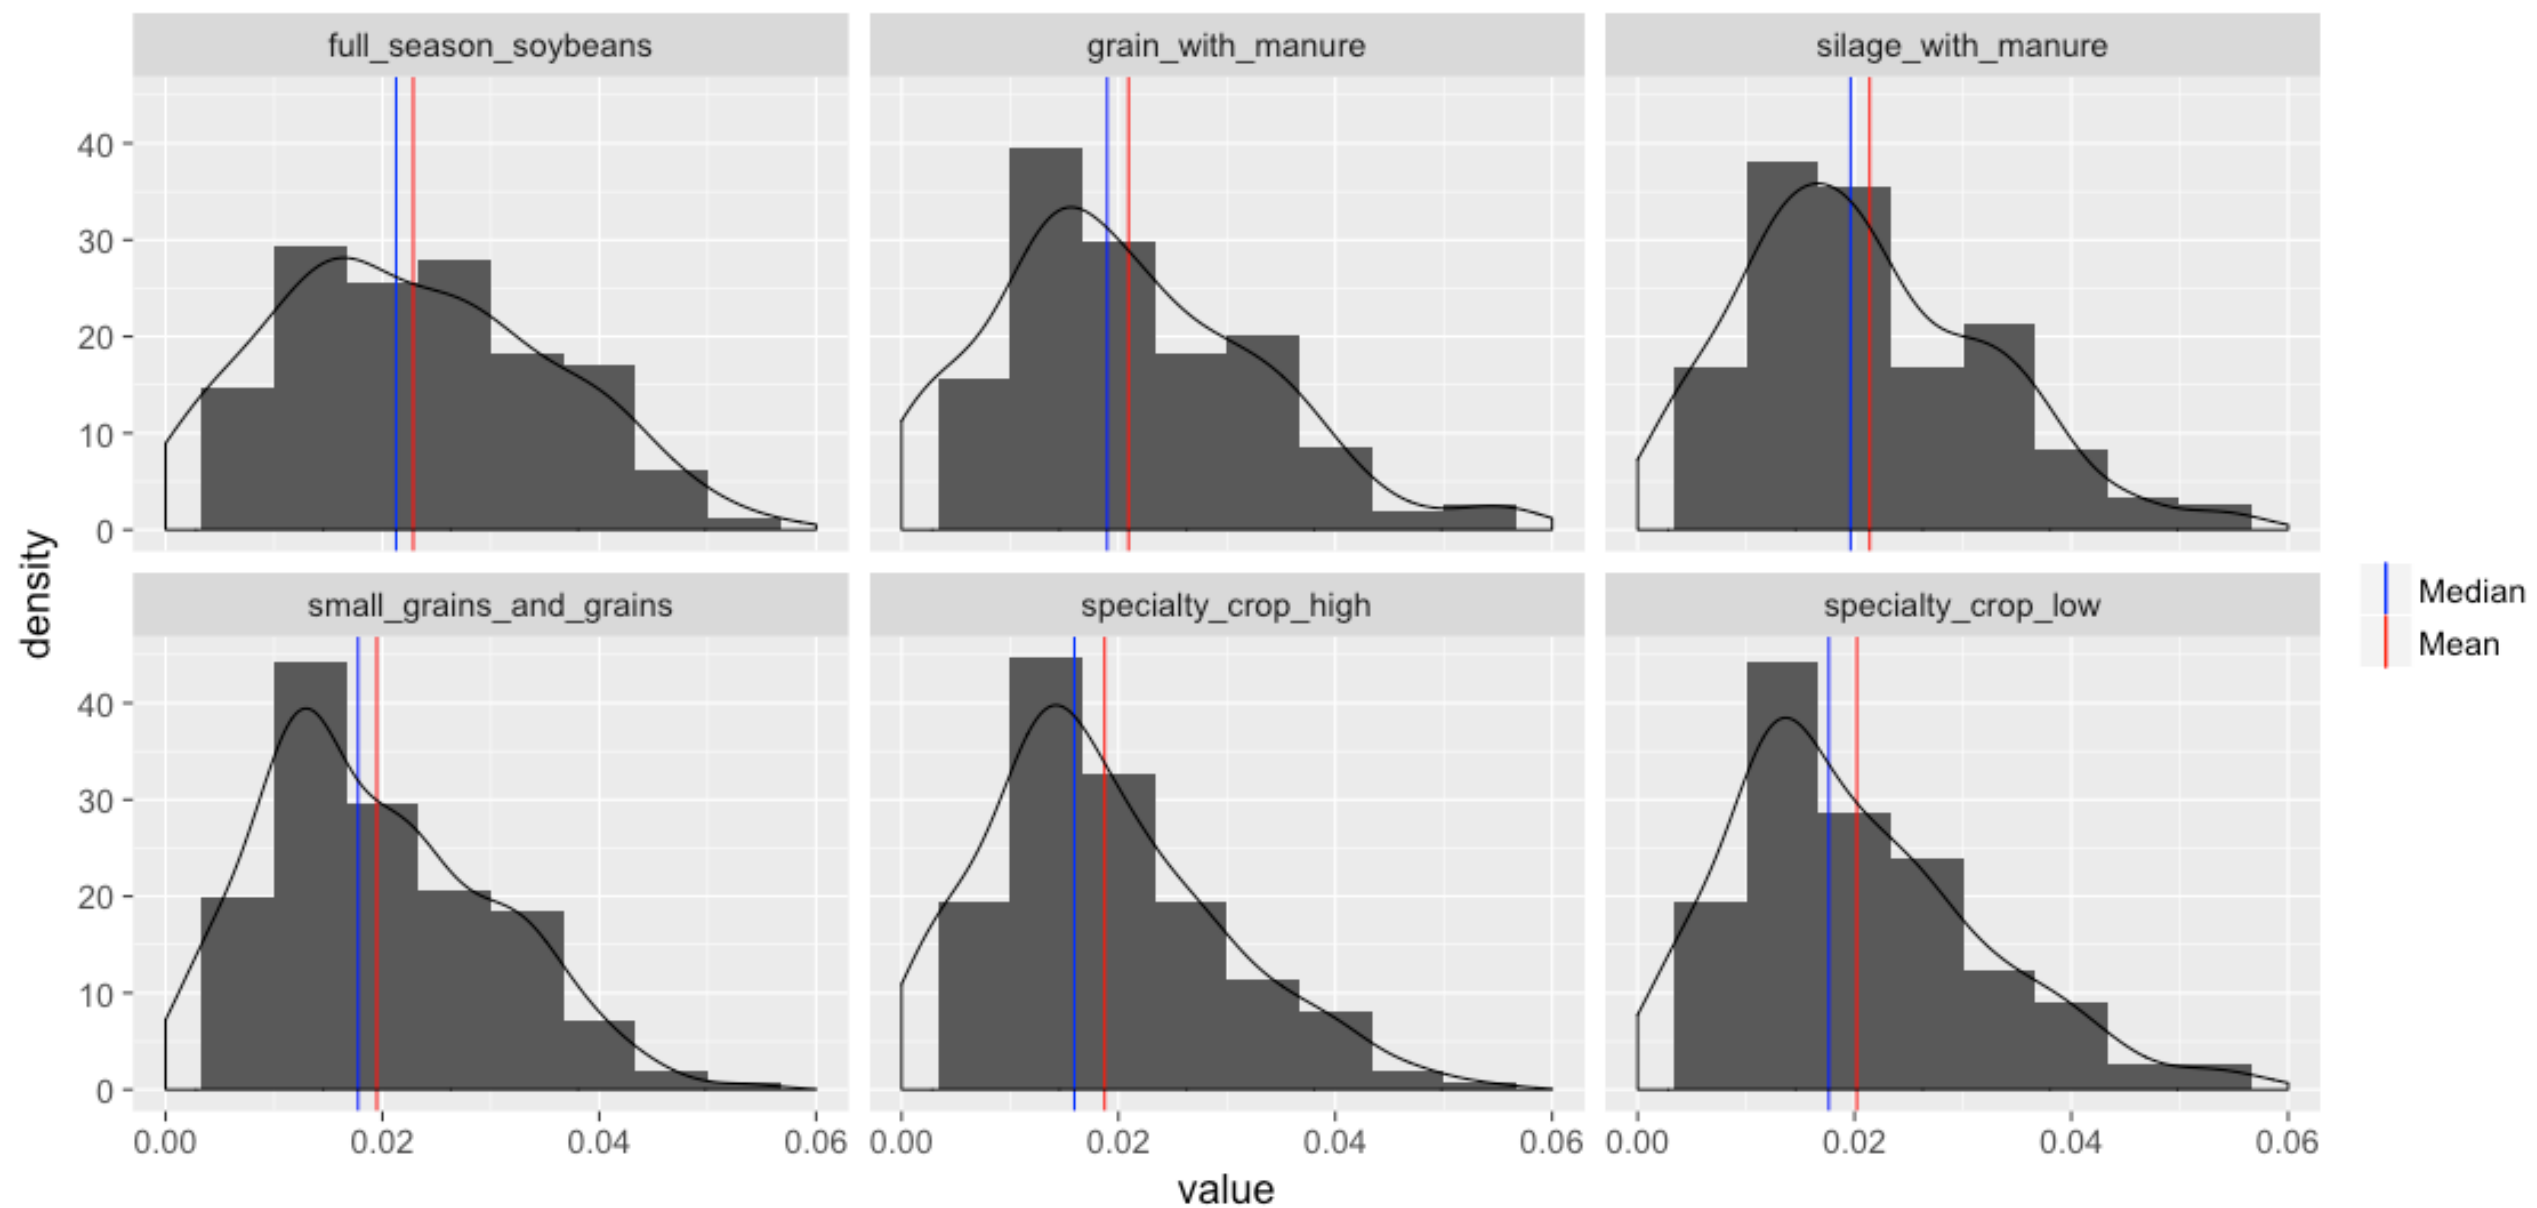 full_season_soybeans
grain_with_manure
silage_with_manure
40
30
20
10
0
small_grains_and_grains
specialty_crop_high
specialty_crop_low
40
30
20
10
0
0.00 0.02 0.04 0.06
0.00 0.02 0.04 0.06
0.00 0.02 0.04 0.06
value
density
Median
Mean